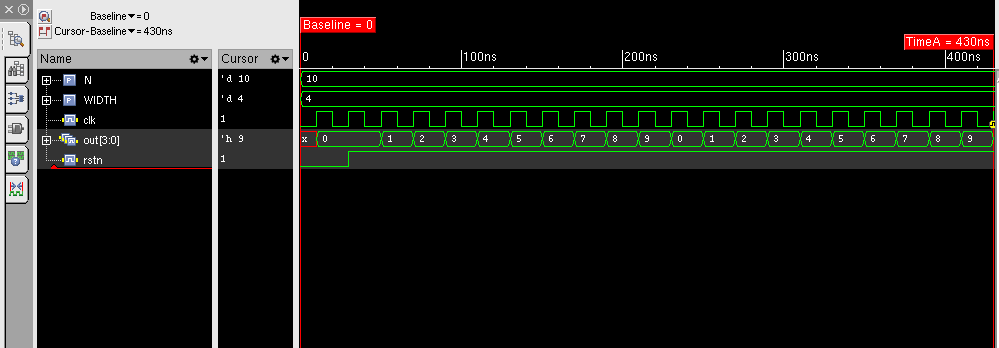 Baseline▼= 0
Cursor-Baseline▼= 430ns
Baseline = 0
TimeA = 430ns
0 100ns 200ns 300ns 400ns
Name Cursor
N 'd 10 10
WIDTH 'd 4 4
clk 1
out[3:0] 'h 9 x 0 1 2 3 4 5 6 7 8 9 0 1 2 3 4 5 6 7 8 9
rstn 1